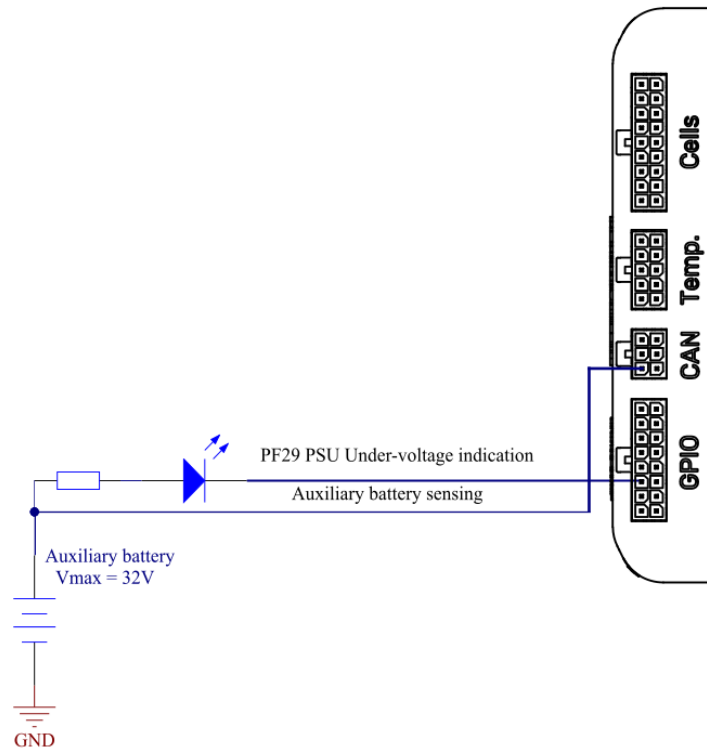 Cells
Temp.
CAN
GPIO
PF29 PSU Under-voltage indication
Auxiliary battery sensing
Auxiliary battery
Vmax = 32V
GND